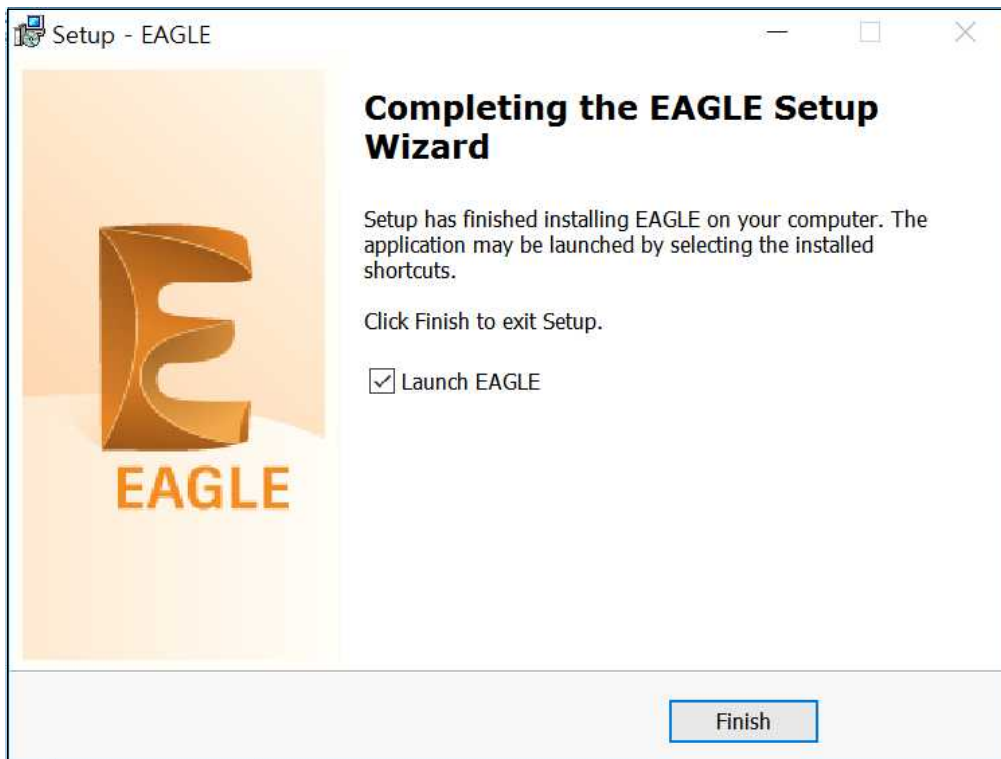 Setup - EAGLE
Completing the EAGLE Setup
Wizard
Setup has finished installing EAGLE on your computer. The
application may be launched by selecting the installed
shortcuts.
Click Finish to exit Setup.
Launch EAGLE
EAGLE
Finish